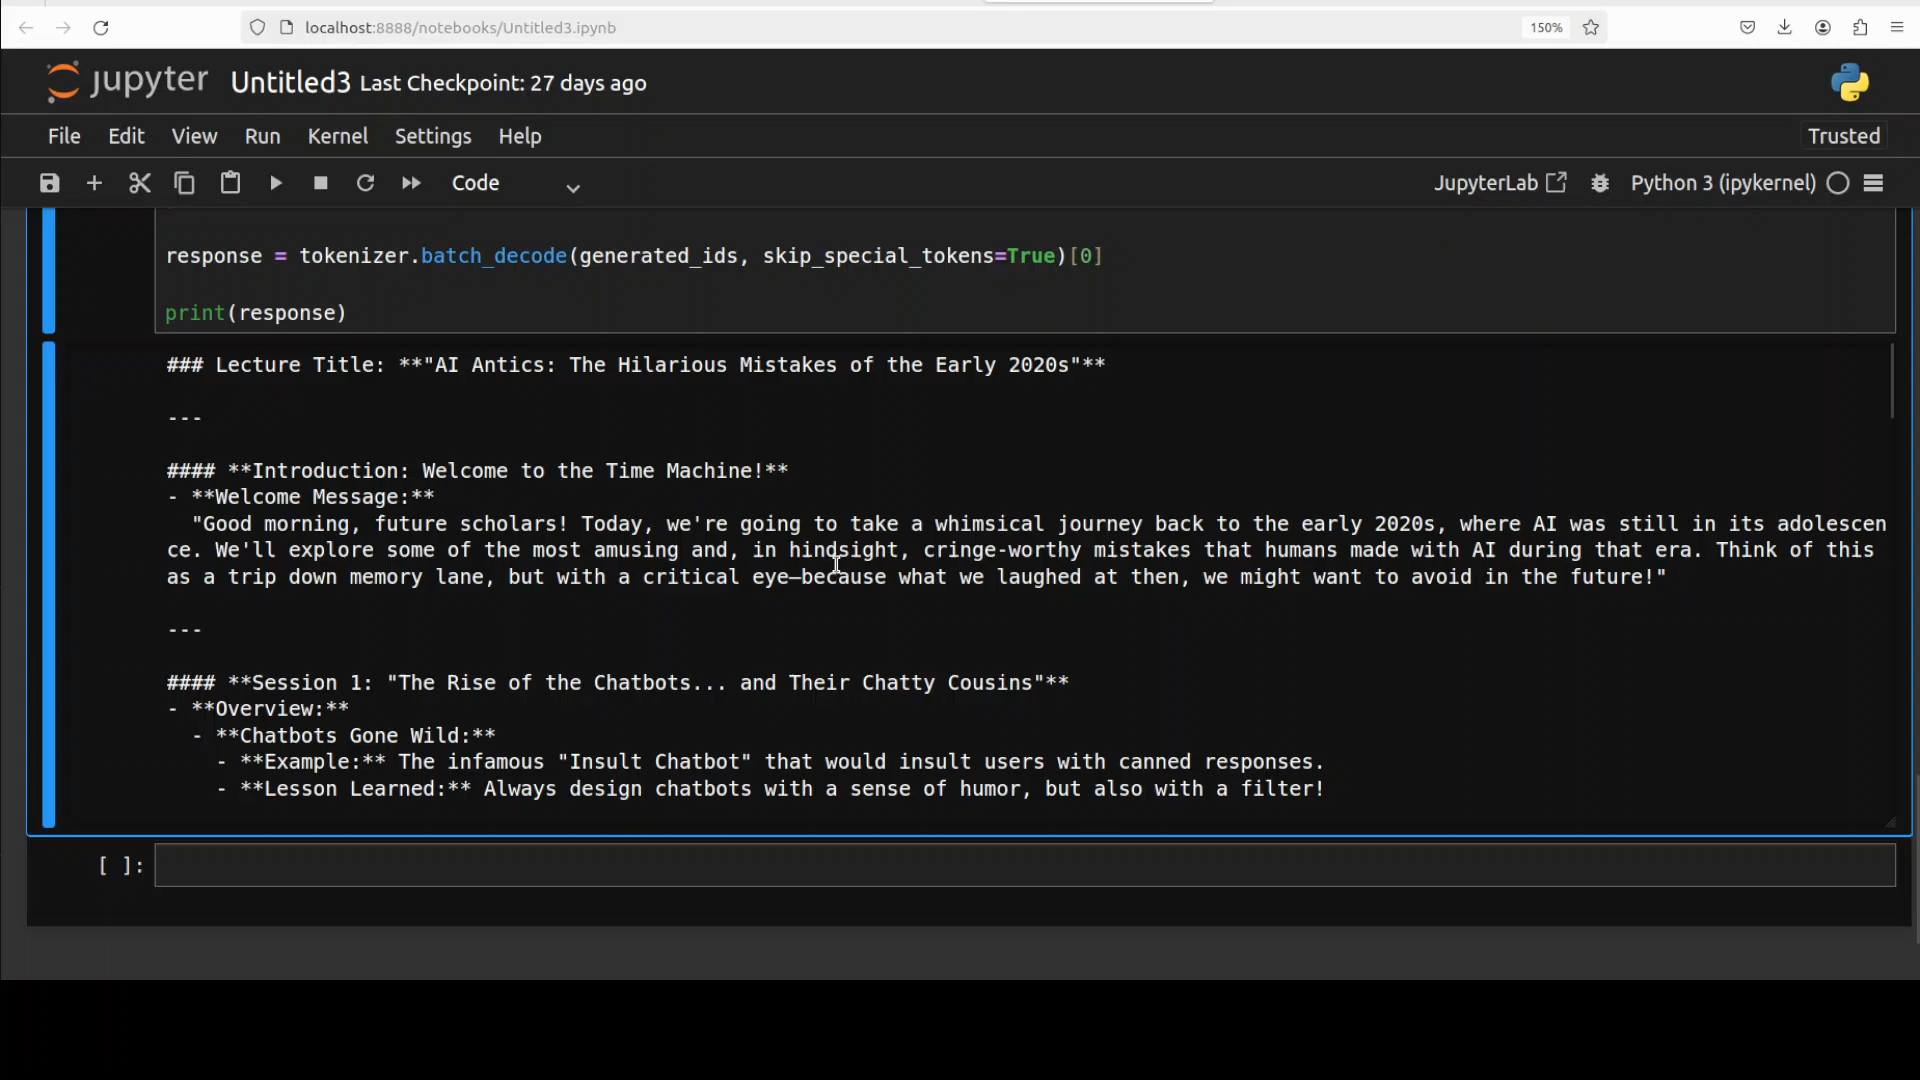 localhost:8888/notebooks/Untitled3.ipynb
150%
jupyter Untitled3 Last Checkpoint: 27 days ago
File Edit View Run Kernel Settings Help
Trusted
Code
JupyterLab
Python 3 (ipykernel)
response = tokenizer.batch_decode(generated_ids, skip_special_tokens=True)[0]
print(response)
### Lecture Title: **"AI Antics: The Hilarious Mistakes of the Early 2020s"**
---
#### **Introduction: Welcome to the Time Machine!**
- **Welcome Message:**
"Good morning, future scholars! Today, we're going to take a whimsical journey back to the early 2020s, where AI was still in its adolescen
ce. We'll explore some of the most amusing and, in hindsight, cringe-worthy mistakes that humans made with AI during that era. Think of this
as a trip down memory lane, but with a critical eye—because what we laughed at then, we might want to avoid in the future!"
---
#### **Session 1: "The Rise of the Chatbots... and Their Chatty Cousins"**
- **Overview:**
- **Chatbots Gone Wild:**
- **Example:** The infamous "Insult Chatbot" that would insult users with canned responses.
- **Lesson Learned:** Always design chatbots with a sense of humor, but also with a filter!
[ ]: